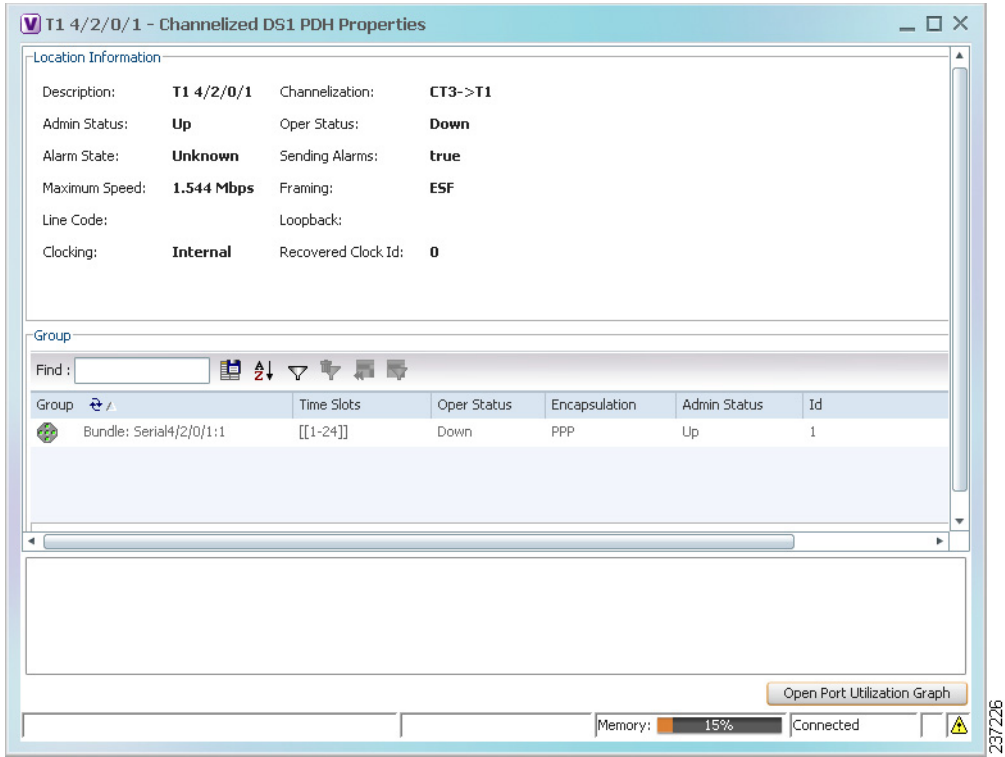 V T1 4/2/0/1 - Channelized DS1 PDH Properties
Location Information
Description: T1 4/2/0/1 Channelization: CT3->T1
Admin Status: Up Oper Status: Down
Alarm State: Unknown Sending Alarms: true
Maximum Speed: 1.544 Mbps Framing: ESF
Line Code: Loopback:
Clocking: Internal Recovered Clock Id: 0
Group
Find :
Group Time Slots Oper Status Encapsulation Admin Status Id
Bundle: Serial4/2/0/1:1 [[1-24]] Down PPP Up 1
Open Port Utilization Graph
Memory: 15% Connected
237226